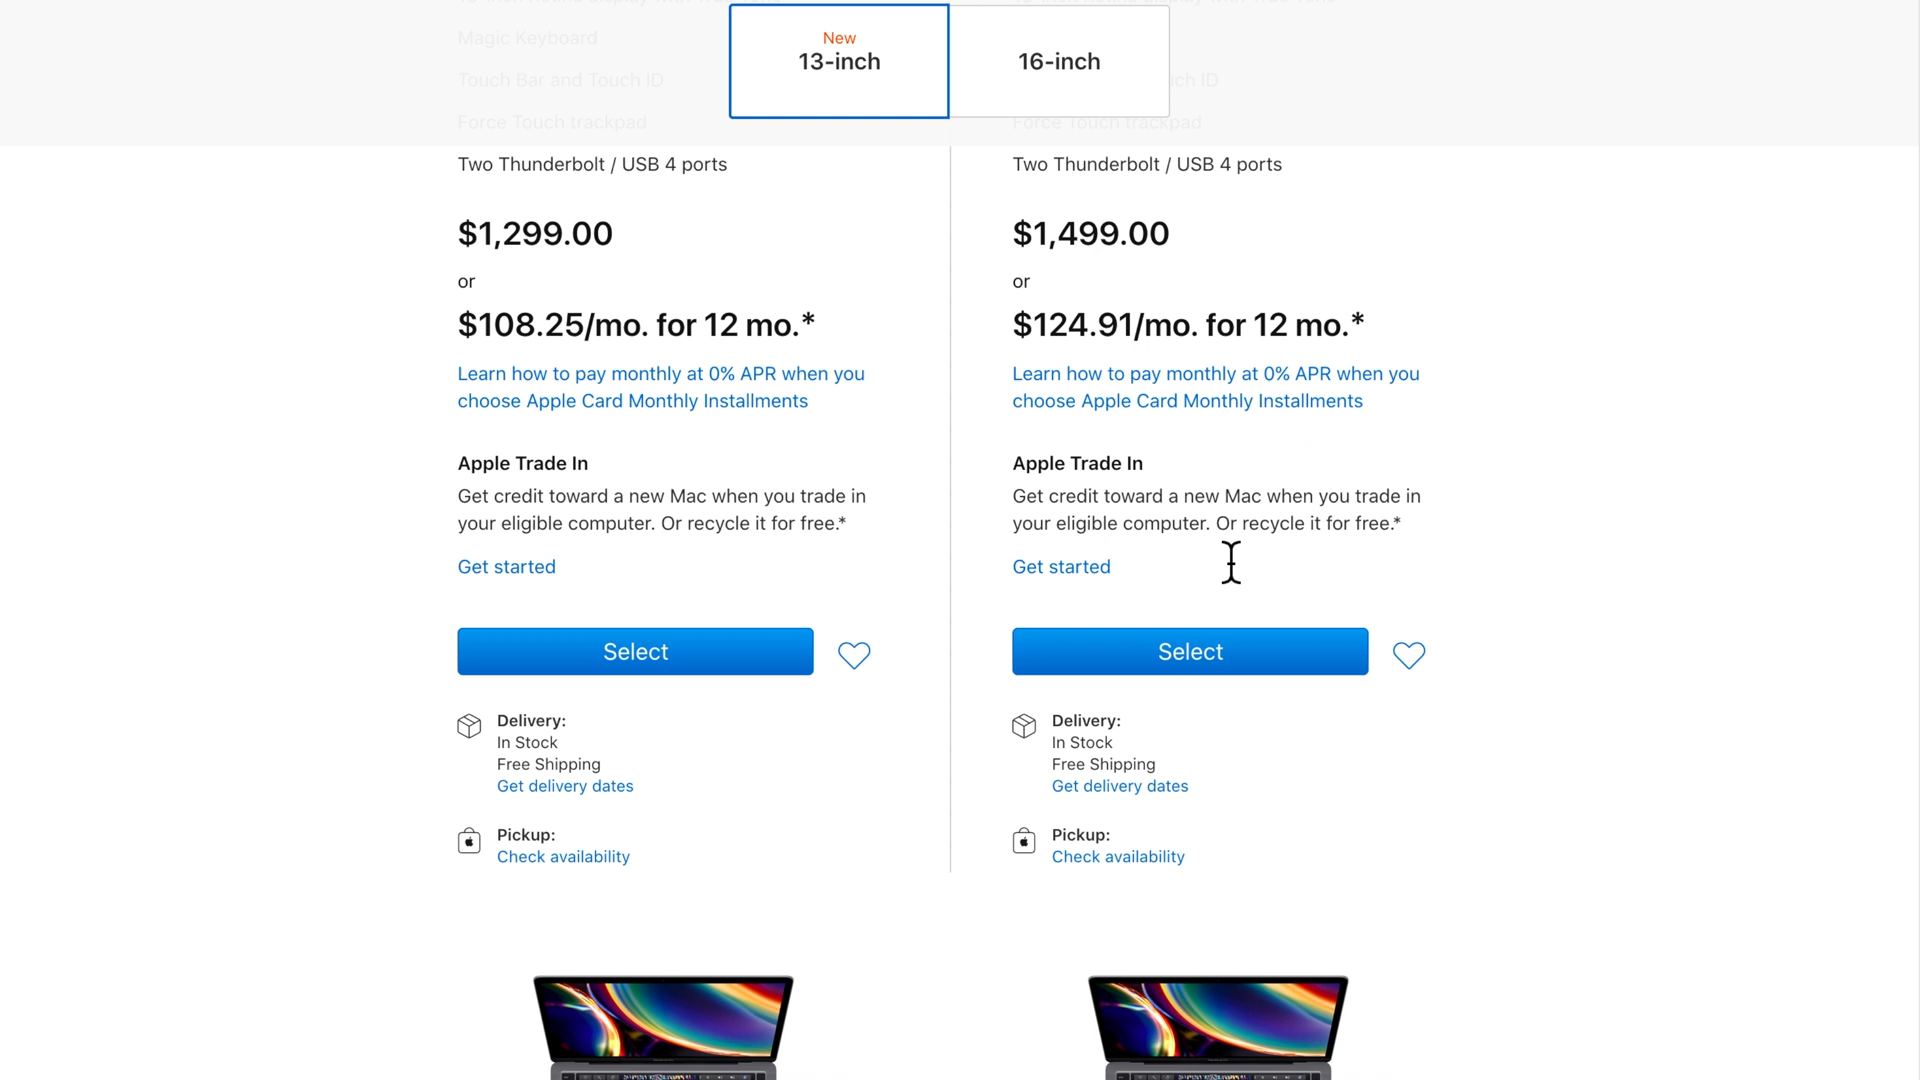 Magic Keyboard
Touch Bar and Touch ID
Force Touch trackpad
New
13-inch
16-inch
ch ID
Force Touch trackpad
Two Thunderbolt / USB 4 ports
$1,299.00
or
$108.25/mo. for 12 mo.*
Learn how to pay monthly at 0% APR when you
choose Apple Card Monthly Installments
Apple Trade In
Get credit toward a new Mac when you trade in
your eligible computer. Or recycle it for free.*
Get started
Select
Delivery:
In Stock
Free Shipping
Get delivery dates
Pickup:
Check availability
Two Thunderbolt / USB 4 ports
$1,499.00
or
$124.91/mo. for 12 mo.*
Learn how to pay monthly at 0% APR when you
choose Apple Card Monthly Installments
Apple Trade In
Get credit toward a new Mac when you trade in
your eligible computer. Or recycle it for free.*
Get started
Select
Delivery:
In Stock
Free Shipping
Get delivery dates
Pickup:
Check availability